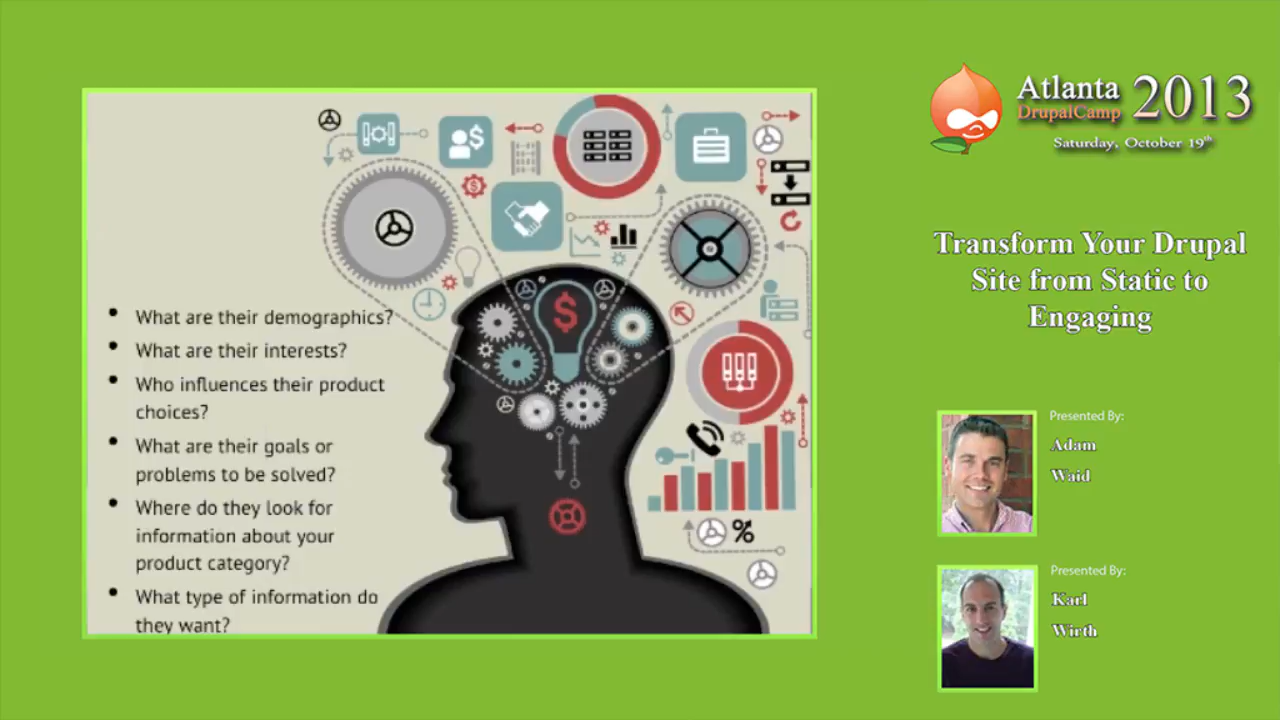 What are their demographics?
What are their interests?
Who influences their product
choices?
What are their goals or
problems to be solved?
Where do they look for
information about your
product category?
What type of information do
they want?
$
$
$
%
Atlanta
DrupalCamp
2013
Saturday, October 19th
Transform Your Drupal
Site from Static to
Engaging
Presented By:
Adam
Waid
Presented By:
Karl
Wirth